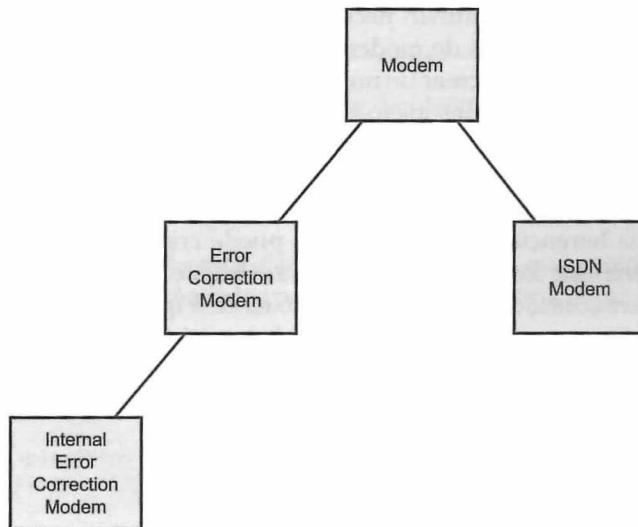 Modem
Error
Correction
Modem
ISDN
Modem
Internal
Error
Correction
Modem